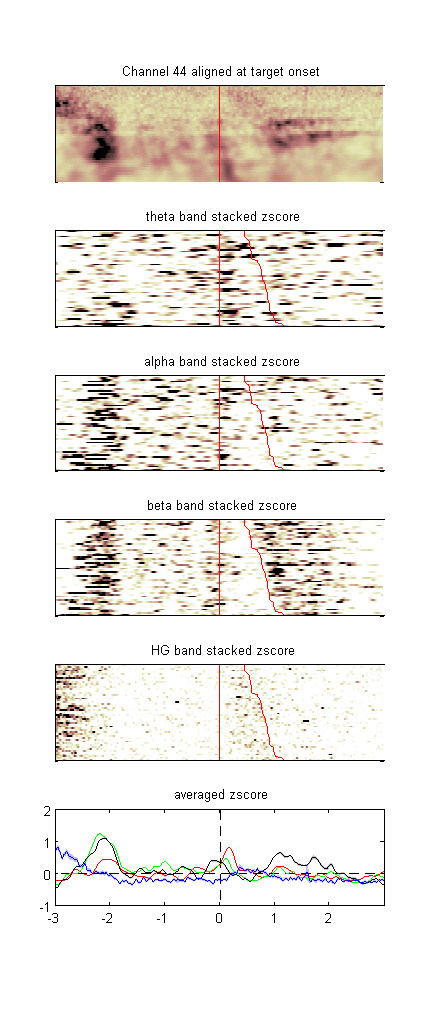 Channel 44 aligned at target onset
theta band stacked zscore
alpha band stacked zscore
beta band stacked zscore
HG band stacked zscore
averaged zscore
2
1
0
-1
-3 -2 -1 0 1 2